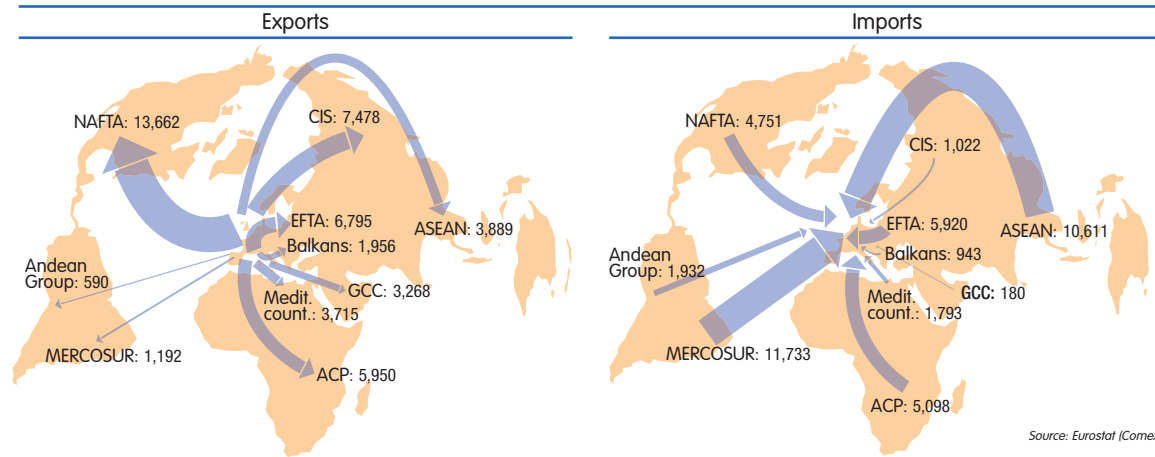 Exports
NAFTA: 13,662
CIS: 7,478
EFTA: 6,795
ASEAN: 3,889
Balkans: 1,956
Andean
Group: 590
GCC: 3,268
Medit.
count.: 3,715
MERCOSUR: 1,192
ACP: 5,950
Imports
NAFTA: 4,751
CIS: 1,022
EFTA: 5,920
ASEAN: 10,611
Balkans: 943
Andean
Group: 1,932
GCC: 180
Medit.
count.: 1,793
MERCOSUR: 11,733
ACP: 5,098
Source: Eurostat (Comex